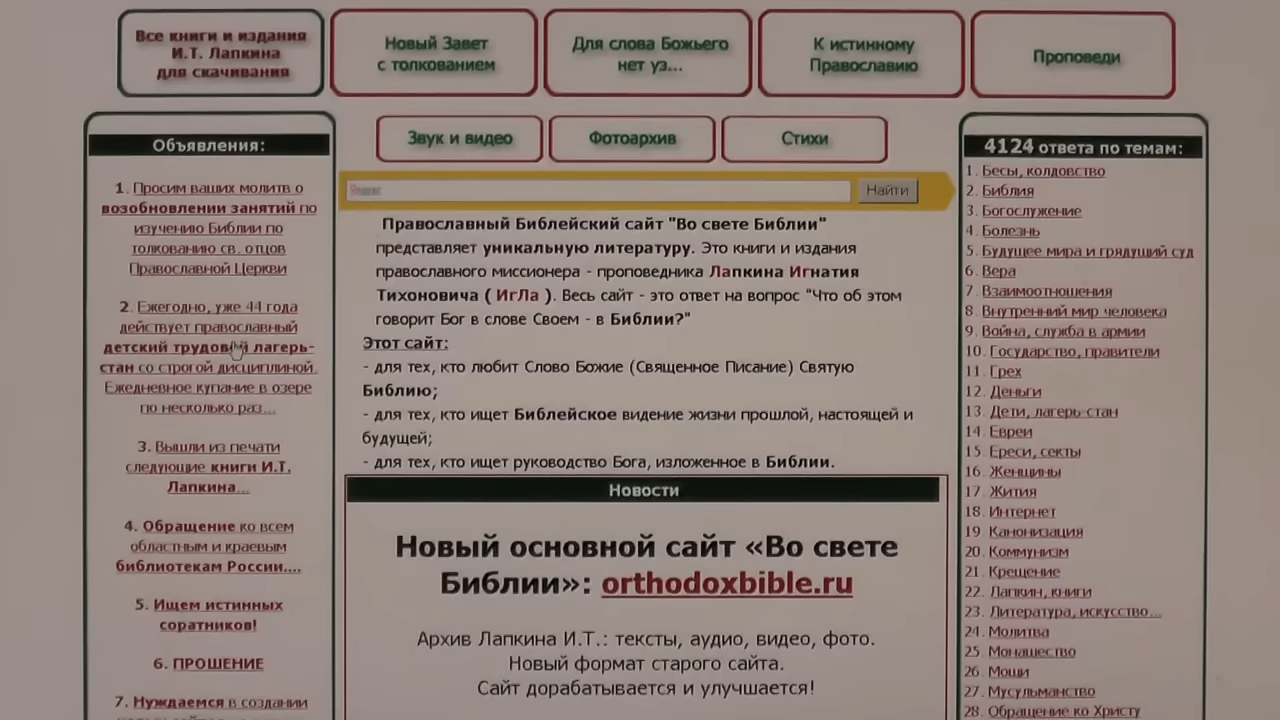 Все книги и издания
И.Т. Лапкина
для скачивания
Новый Завет
с толкованием
Для слова Божьего
нет уз...
К истинному
Православию
Проповеди
Объявления:
1. Просим ваших молитв о
возобновлении занятий по
изучению Библии по
толкованию св. отцов
Православной Церкви
2. Ежегодно, уже 44 года
действует православный
детский трудовой лагерь-
стан со строгой дисциплиной.
Ежедневное купание в озере
по несколько раз...
3. Вышли из печати
следующие книги И.Т.
Лапкина...
4. Обращение ко всем
областным и краевым
библиотекам России....
5. Ищем истинных
соратников!
6. ПРОШЕНИЕ
7. Нуждаемся в создании
Звук и видео
Фотоархив
Стихи
Яндекс
Найти
Православный Библейский сайт "Во свете Библии"
представляет уникальную литературу. Это книги и издания
православного миссионера - проповедника Лапкина Игнатия
Тихоновича ( ИгЛа ). Весь сайт - это ответ на вопрос "Что об этом
говорит Бог в слове Своем - в Библии?"
Этот сайт:
- для тех, кто любит Слово Божие (Священное Писание) Святую
Библию;
- для тех, кто ищет Библейское видение жизни прошлой, настоящей и
будущей;
- для тех, кто ищет руководство Бога, изложенное в Библии.
Новости
Новый основной сайт «Во свете
Библии»: orthodoxbible.ru
Архив Лапкина И.Т.: тексты, аудио, видео, фото.
Новый формат старого сайта.
Сайт дорабатывается и улучшается!
4124 ответа по темам:
1. Бесы, колдовство
2. Библия
3. Богослужение
4. Болезнь
5. Будущее мира и грядущий суд
6. Вера
7. Взаимоотношения
8. Внутренний мир человека
9. Война, служба в армии
10. Государство, правители
11. Грех
12. Деньги
13. Дети, лагерь-стан
14. Евреи
15. Ереси, секты
16. Женщины
17. Жития
18. Интернет
19 Канонизация
20. Коммунизм
21. Крещение
22. Лапкин, книги
23. Литература, искусство...
24. Молитва
25. Монашество
26. Мощи
27. Мусульманство
28. Обращение ко Христу